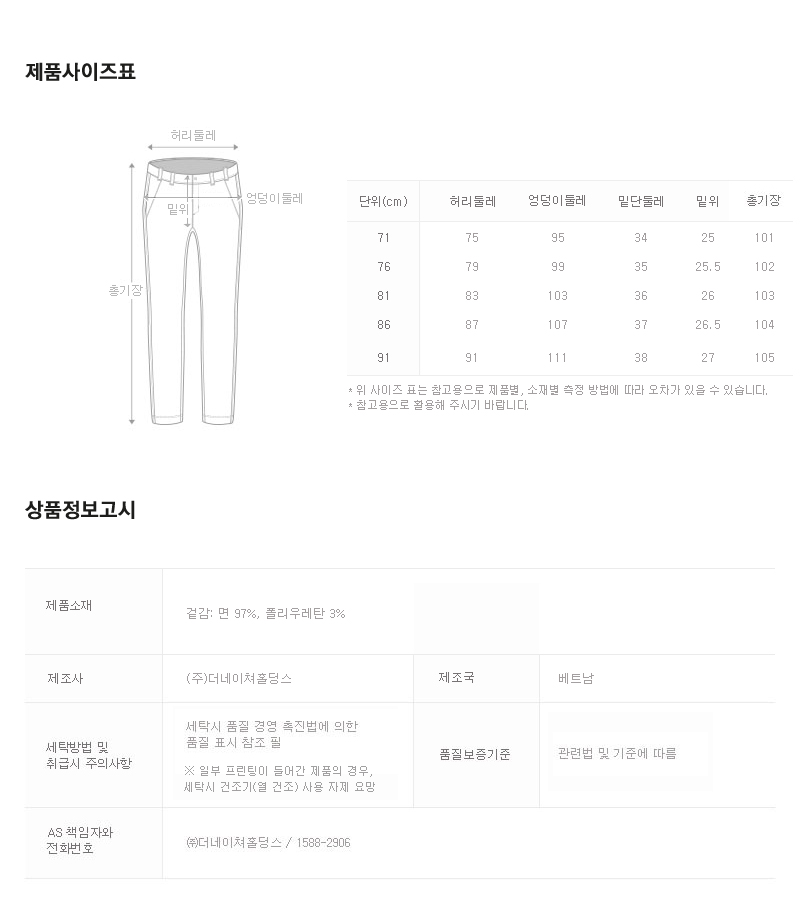 제품사이즈표
허리둘레
엉덩이둘레
밑위
총기장
단위(cm) 허리둘레 엉덩이둘레 밑단둘레 밑위 총기장
71 75 95 34 25 101
76 79 99 35 25.5 102
81 83 103 36 26 103
86 87 107 37 26.5 104
91 91 111 38 27 105
* 위 사이즈 표는 참고용으로 제품별, 소재별 측정 방법에 따라 오차가 있을 수 있습니다.
* 참고용으로 활용해 주시기 바랍니다.
상품정보고시
제품소재 겉감: 면 97%, 폴리우레탄 3%
제조사 (주)더네이쳐홀딩스 제조국 베트남
세탁방법 및
취급시 주의사항
세탁시 품질 경영 촉진법에 의한
품질 표시 참조 필
※ 일부 프린팅이 들어간 제품의 경우,
세탁시 건조기(열 건조) 사용 자제 요망
품질보증기준 관련법 및 기준에 따름
AS 책임자와
전화번호
㈜더네이쳐홀딩스 / 1588-2906